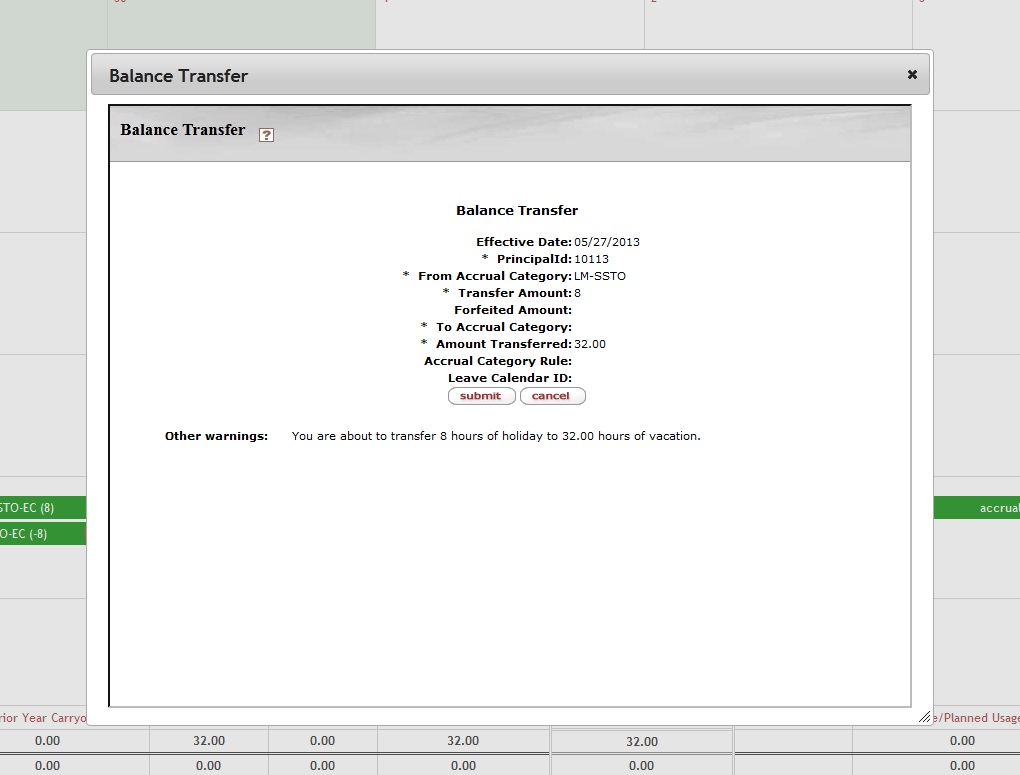 Balance Transfer
Balance Transfer ?
Balance Transfer
Effective Date: 05/27/2013
* PrincipalId: 10113
* From Accrual Category: LM-SSTO
* Transfer Amount: 8
Forfeited Amount:
* To Accrual Category:
* Amount Transferred: 32.00
Accrual Category Rule:
Leave Calendar ID:
submit cancel
Other warnings: You are about to transfer 8 hours of holiday to 32.00 hours of vacation.
STO-EC (8) accrual
O-EC (-8)
rior Year Carryo e/Planned Usage
0.00 32.00 0.00 32.00 32.00 0.00
0.00 0.00 0.00 0.00 0.00 0.00